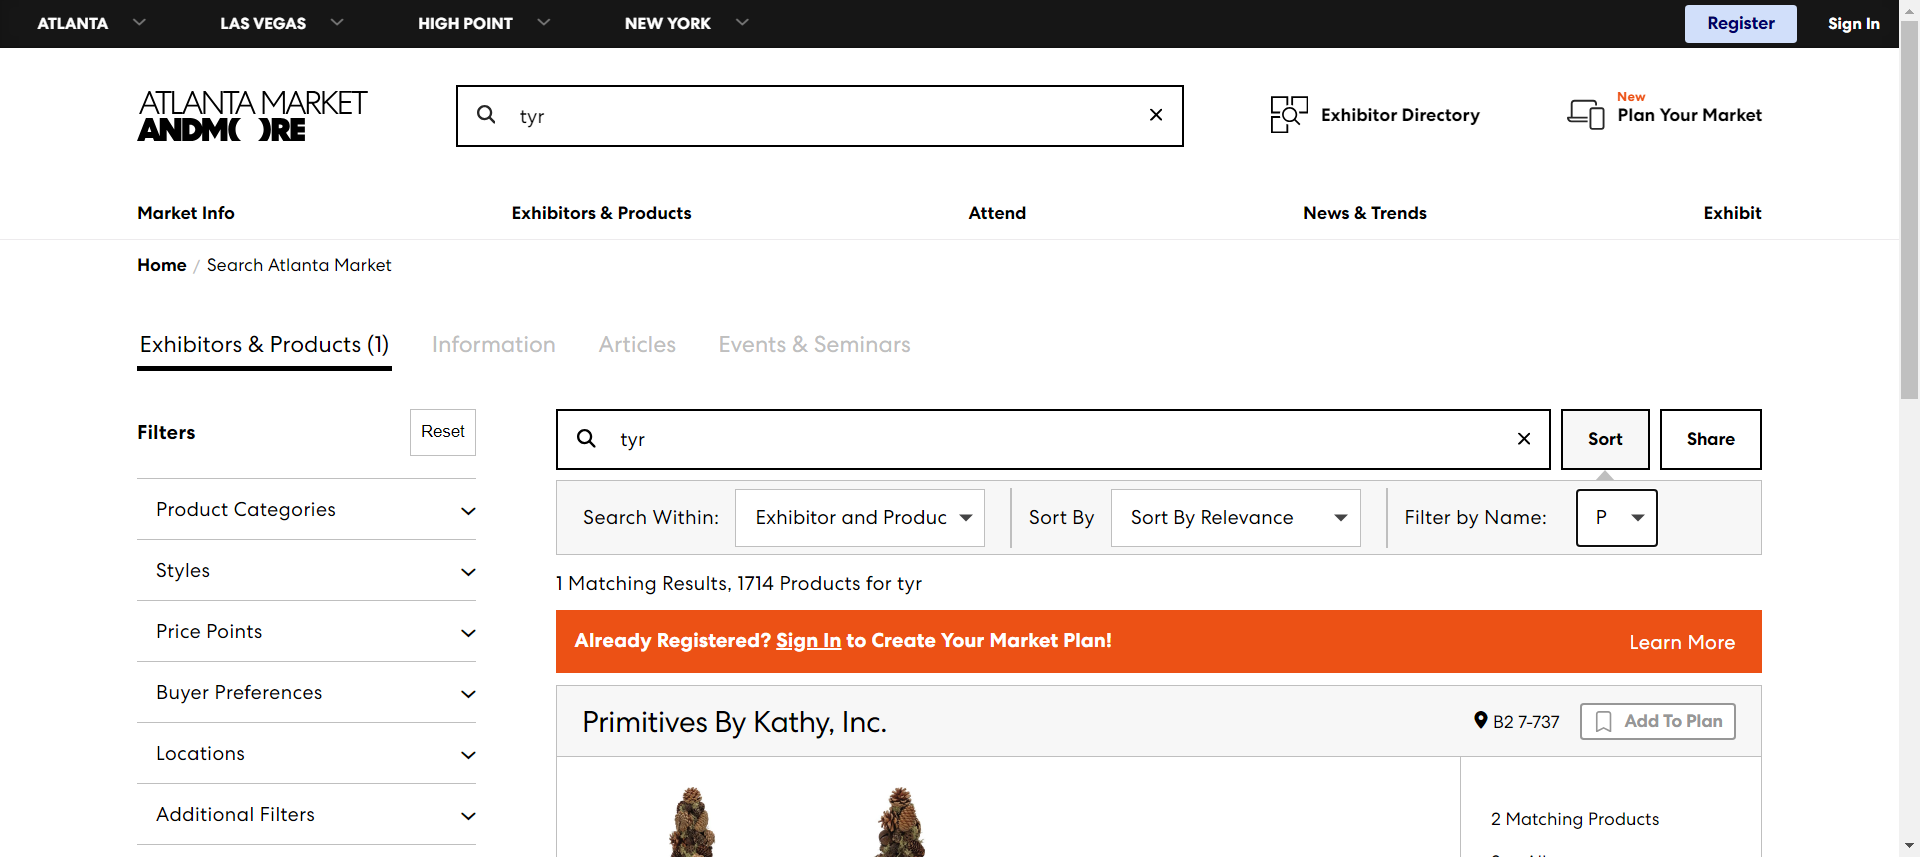 ATLANTA LAS VEGAS HIGH POINT NEW YORK Register Sign In
ATLANTA MARKET
ANDMORE
tyr
Exhibitor Directory
New
Plan Your Market
Market Info Exhibitors & Products Attend News & Trends Exhibit
Home / Search Atlanta Market
Exhibitors & Products (1) Information Articles Events & Seminars
Filters Reset
Product Categories
Styles
Price Points
Buyer Preferences
Locations
Additional Filters
tyr Sort Share
Search Within: Exhibitor and Produc Sort By Sort By Relevance Filter by Name: P
1 Matching Results, 1714 Products for tyr
Already Registered? Sign In to Create Your Market Plan! Learn More
Primitives By Kathy, Inc. B2 7-737 Add To Plan
2 Matching Products